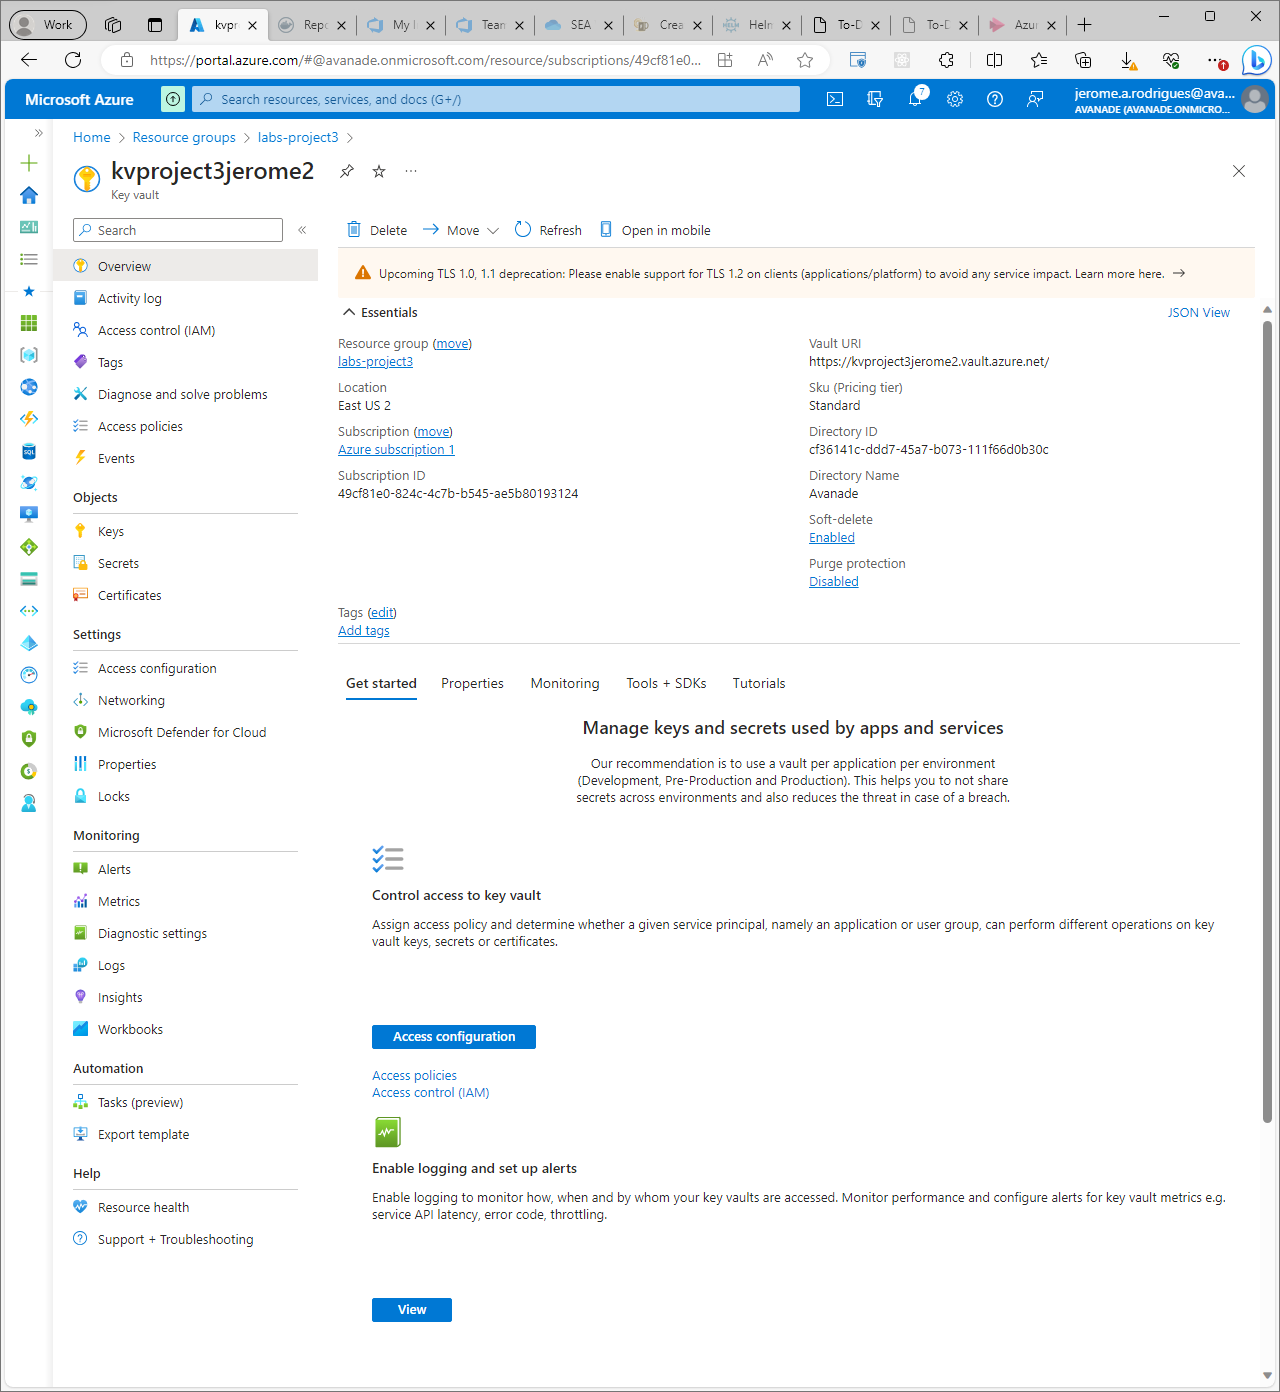 Work
kvpr
Repo
My I
Team
SEA
Crea
Helm
To-D
To-D
Azur
https://portal.azure.com/#@avanade.onmicrosoft.com/resource/subscriptions/49cf81e0...
Microsoft Azure
Search resources, services, and docs (G+/)
7
jerome.a.rodrigues@ava...
AVANADE (AVANADE.ONMICRO...
Home > Resource groups > labs-project3 >
kvproject3jerome2
Key vault
Search
Overview
Activity log
Access control (IAM)
Tags
Diagnose and solve problems
Access policies
Events
Objects
Keys
Secrets
Certificates
Settings
Access configuration
Networking
Microsoft Defender for Cloud
Properties
Locks
Monitoring
Alerts
Metrics
Diagnostic settings
Logs
Insights
Workbooks
Automation
Tasks (preview)
Export template
Help
Resource health
Support + Troubleshooting
Delete
Move
Refresh
Open in mobile
Upcoming TLS 1.0, 1.1 deprecation: Please enable support for TLS 1.2 on clients (applications/platform) to avoid any service impact. Learn more here.
Essentials
JSON View
Resource group (move)
labs-project3
Location
East US 2
Subscription (move)
Azure subscription 1
Subscription ID
49cf81e0-824c-4c7b-b545-ae5b80193124
Vault URI
https://kvproject3jerome2.vault.azure.net/
Sku (Pricing tier)
Standard
Directory ID
cf36141c-ddd7-45a7-b073-111f66d0b30c
Directory Name
Avanade
Soft-delete
Enabled
Purge protection
Disabled
Tags (edit)
Add tags
Get started
Properties
Monitoring
Tools + SDKs
Tutorials
Manage keys and secrets used by apps and services
Our recommendation is to use a vault per application per environment
(Development, Pre-Production and Production). This helps you to not share
secrets across environments and also reduces the threat in case of a breach.
Control access to key vault
Assign access policy and determine whether a given service principal, namely an application or user group, can perform different operations on key
vault keys, secrets or certificates.
Access configuration
Access policies
Access control (IAM)
Enable logging and set up alerts
Enable logging to monitor how, when and by whom your key vaults are accessed. Monitor performance and configure alerts for key vault metrics e.g.
service API latency, error code, throttling.
View